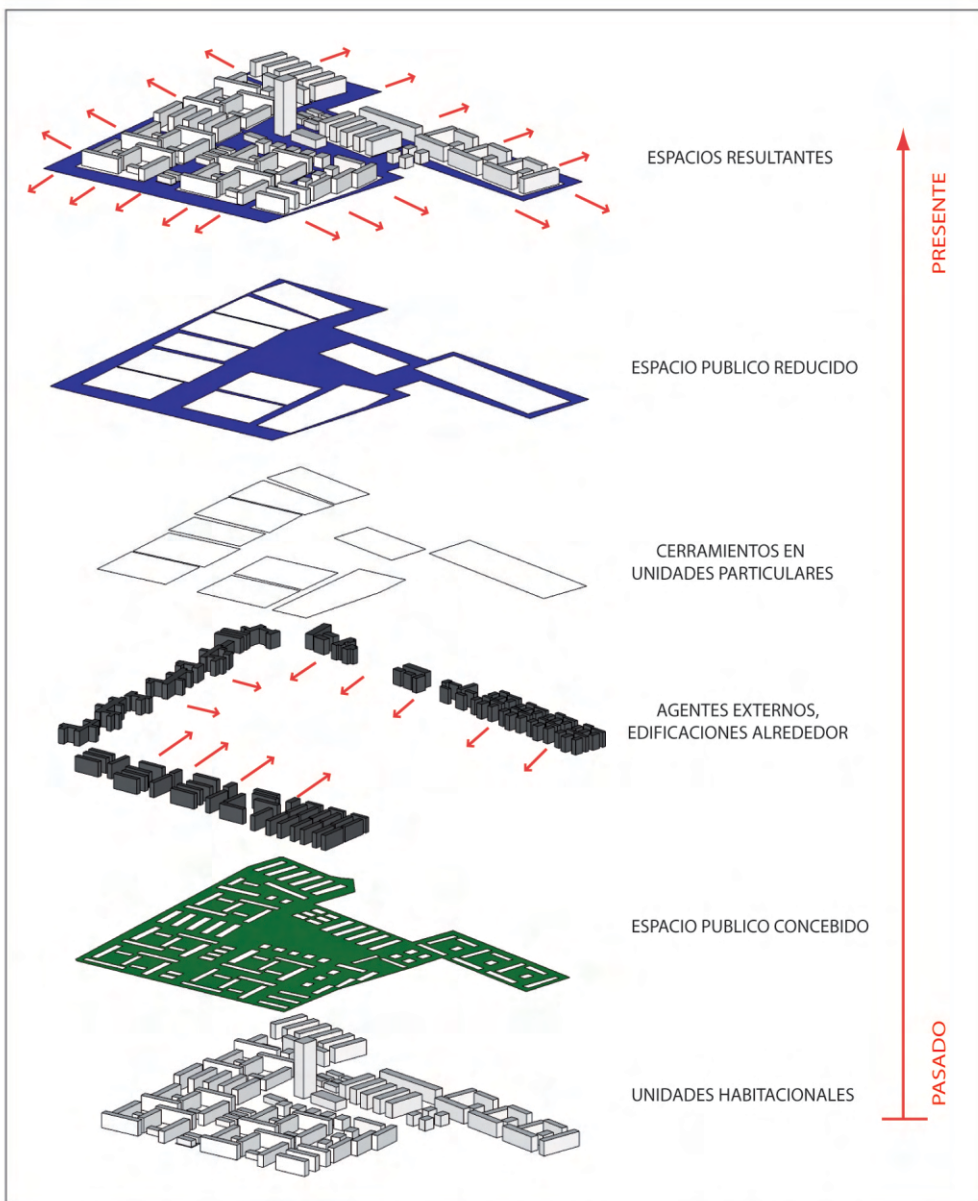 ESPACIOS RESULTANTES
PRESENTE
ESPACIO PUBLICO REDUCIDO
CERRAMIENTOS EN
UNIDADES PARTICULARES
AGENTES EXTERNOS,
EDIFICACIONES ALREDEDOR
ESPACIO PUBLICO CONCEBIDO
UNIDADES HABITACIONALES
PASADO